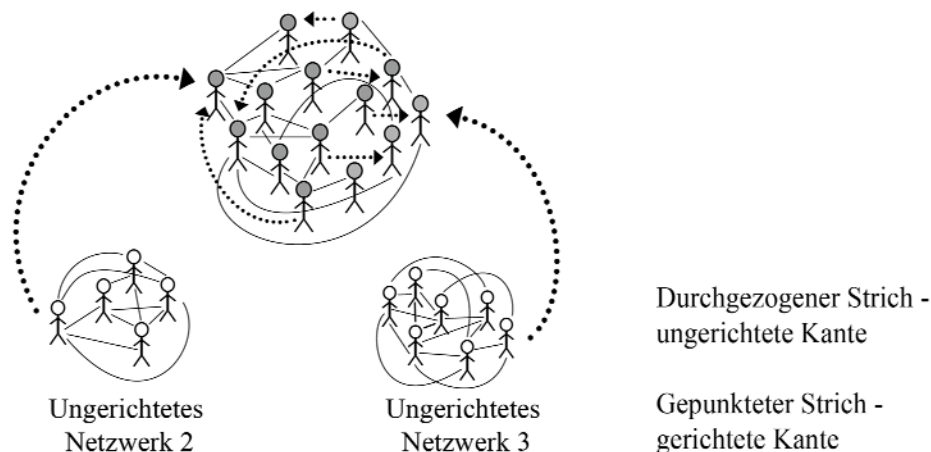 Durchgezogener Strich -
ungerichtete Kante
Ungerichtetes
Netzwerk 2
Ungerichtetes
Netzwerk 3
Gepunkteter Strich -
gerichtete Kante